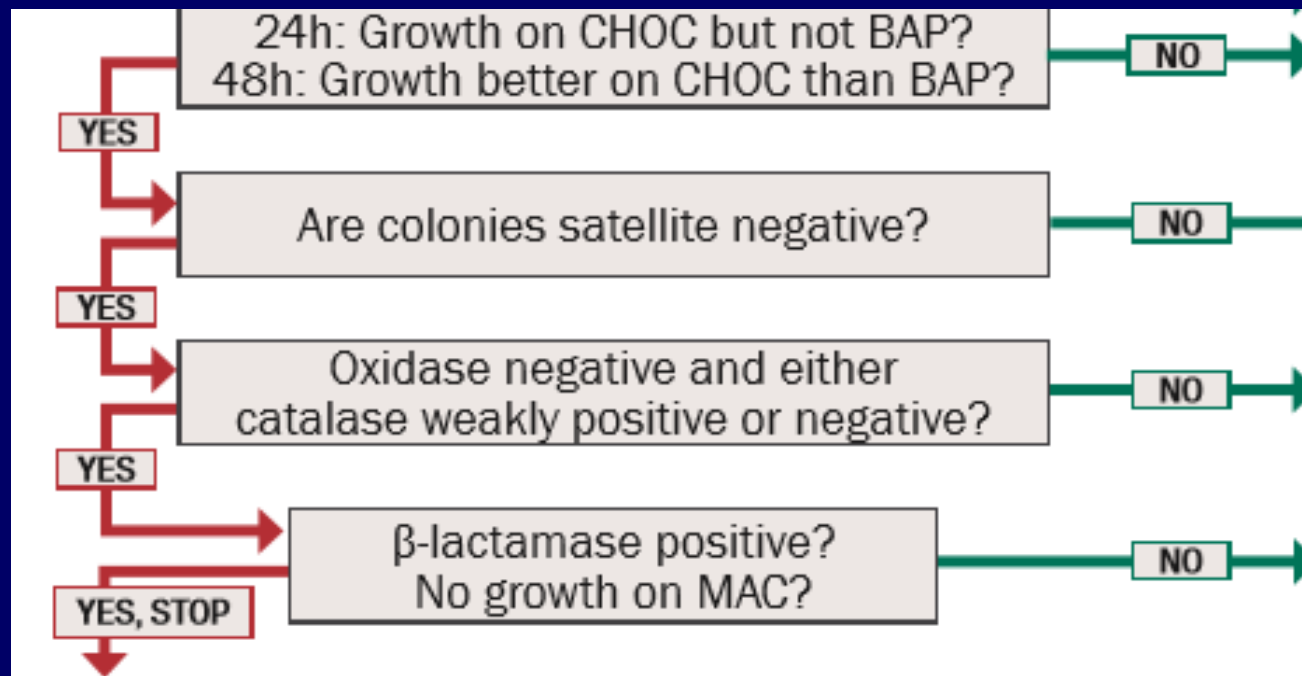 24h: Growth on CHOC but not BAP?
48h: Growth better on CHOC than BAP?
NO
YES
Are colonies satellite negative?
NO
YES
Oxidase negative and either
catalase weakly positive or negative?
NO
YES
β-lactamase positive?
No growth on MAC?
NO
YES, STOP